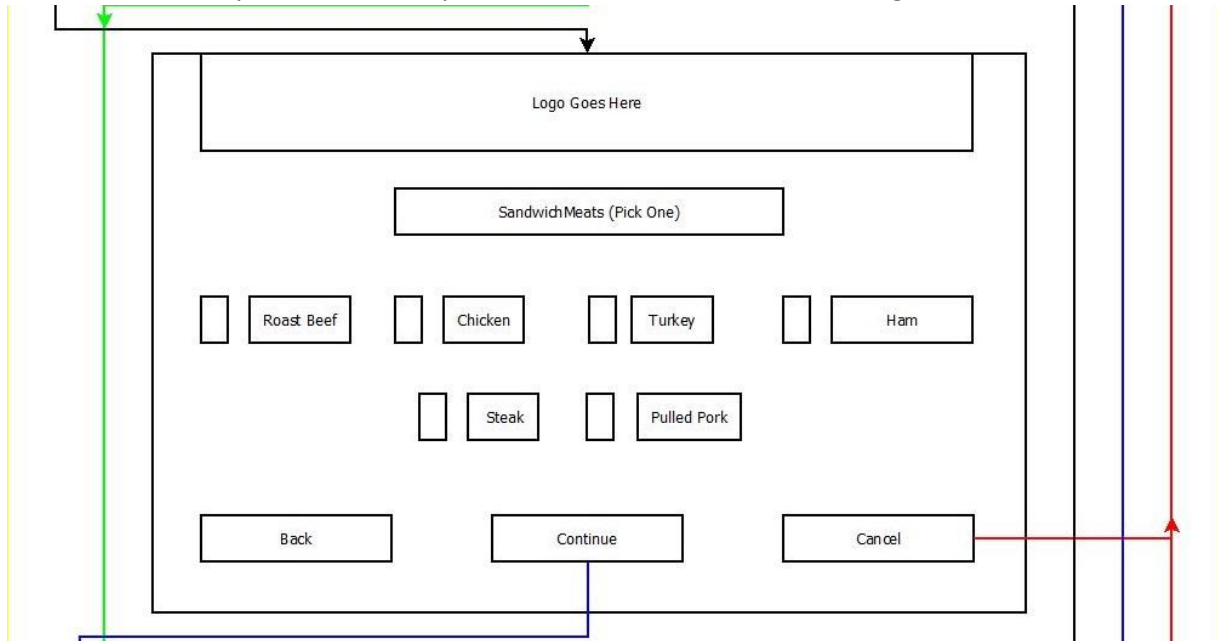 Logo Goes Here
SandwichMeats (Pick One)
Roast Beef
Chicken
Turkey
Ham
Steak
Pulled Pork
Back
Continue
Cancel